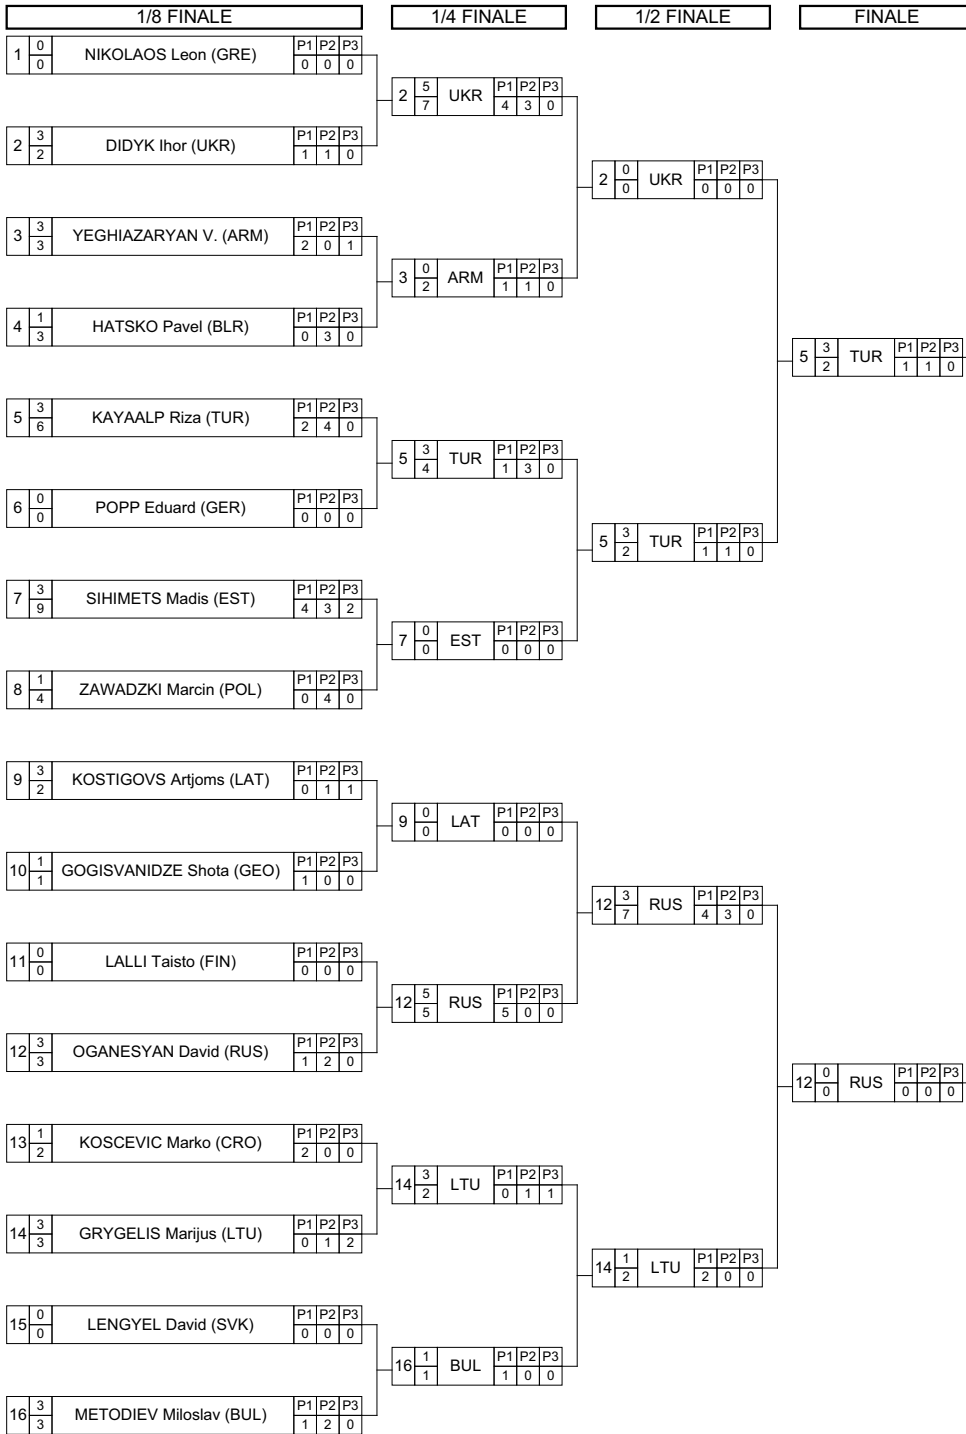 1/8 FINALE 1/4 FINALE 1/2 FINALE FINALE
1 0 0 NIKOLAOS Leon (GRE) P1 P2 P3 0 0 0
2 5 7 UKR P1 P2 P3 4 3 0
2 3 2 DIDYK Ihor (UKR) P1 P2 P3 1 1 0
2 0 0 UKR P1 P2 P3 0 0 0
3 3 3 YEGHIAZARYAN V. (ARM) P1 P2 P3 2 0 1
3 0 2 ARM P1 P2 P3 1 1 0
4 1 3 HATSKO Pavel (BLR) P1 P2 P3 0 3 0
5 3 2 TUR P1 P2 P3 1 1 0
5 3 6 KAYAALP Riza (TUR) P1 P2 P3 2 4 0
5 3 4 TUR P1 P2 P3 1 3 0
6 0 0 POPP Eduard (GER) P1 P2 P3 0 0 0
5 3 2 TUR P1 P2 P3 1 1 0
7 3 9 SIHIMETS Madis (EST) P1 P2 P3 4 3 2
7 0 0 EST P1 P2 P3 0 0 0
8 1 4 ZAWADZKI Marcin (POL) P1 P2 P3 0 4 0
9 3 2 KOSTIGOVS Artjoms (LAT) P1 P2 P3 0 1 1
9 0 0 LAT P1 P2 P3 0 0 0
10 1 1 GOGISVANIDZE Shota (GEO) P1 P2 P3 1 0 0
12 3 7 RUS P1 P2 P3 4 3 0
11 0 0 LALLI Taisto (FIN) P1 P2 P3 0 0 0
12 5 5 RUS P1 P2 P3 5 0 0
12 3 3 OGANESYAN David (RUS) P1 P2 P3 1 2 0
12 0 0 RUS P1 P2 P3 0 0 0
13 1 2 KOSCEVIC Marko (CRO) P1 P2 P3 2 0 0
14 3 2 LTU P1 P2 P3 0 1 1
14 3 3 GRYGELIS Marijus (LTU) P1 P2 P3 0 1 2
14 1 2 LTU P1 P2 P3 2 0 0
15 0 0 LENGYEL David (SVK) P1 P2 P3 0 0 0
16 1 1 BUL P1 P2 P3 1 0 0
16 3 3 METODIEV Miloslav (BUL) P1 P2 P3 1 2 0